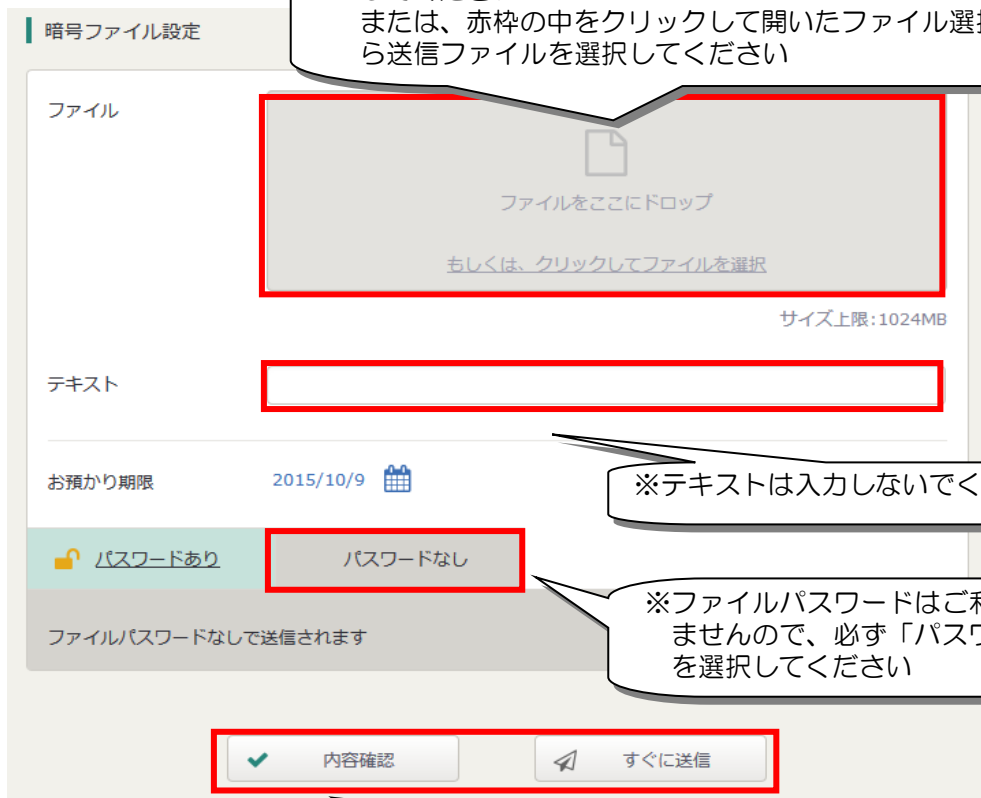 暗号ファイル設定
または、赤枠の中をクリックして開いたファイル選
ら送信ファイルを選択してください
ファイル
ファイルをここにドロップ
もしくは、クリックしてファイルを選択
サイズ上限:1024MB
テキスト
お預かり期限
2015/10/9
※テキストは入力しないでく
パスワードあり
パスワードなし
※ファイルパスワードはご
ませんので、必ず「パス
を選択してください
ファイルパスワードなしで送信されます
内容確認
すぐに送信